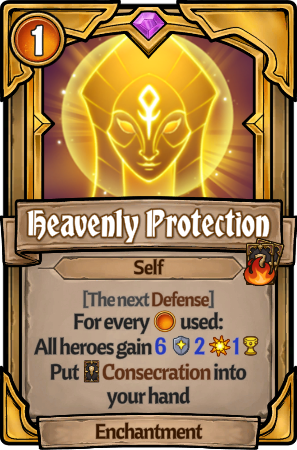 1
Heavenly Protection
Self
[The next Defense]
For every used:
All heroes gain 6 2 1
Put Consecration into
your hand
Enchantment